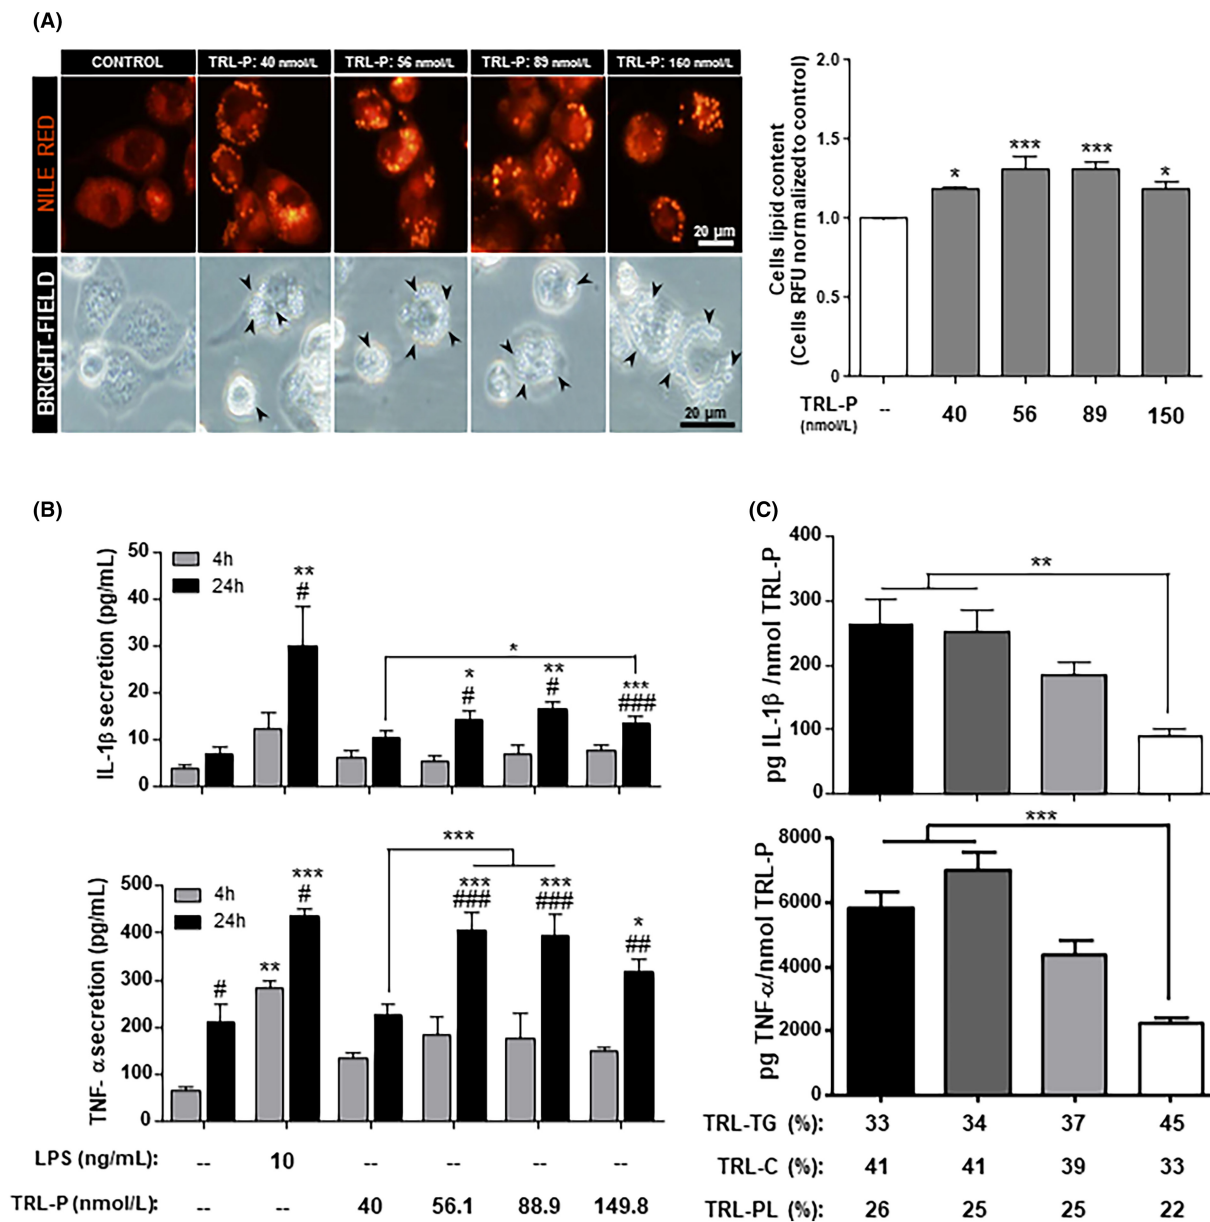 (A)
CONTROL TRL-P: 40 nmol/L TRL-P: 56 nmol/L TRL-P: 89 nmol/L TRL-P: 160 nmol/L
NILE RED
20 µm
BRIGHT-FIELD
20 µm
Cells lipid content
(Cells RFU normalized to control)
2.0
1.5
1.0
0.5
0.0
* *** *** *
TRL-P
(nmol/L)
-- 40 56 89 150
(B)
IL-1β secretion (pg/mL)
50
40
30
20
10
0
4h
24h
**
#
*
*
#
**
#
***
###
TNF- α secretion (pg/mL)
500
400
300
200
100
0
4h
24h
#
**
***
#
***
***
###
***
###
*
##
LPS (ng/mL): -- 10 -- -- -- --
TRL-P (nmol/L): -- -- 40 56.1 88.9 149.8
(C)
pg IL-1β /nmol TRL-P
400
300
200
100
0
**
pg TNF-α/nmol TRL-P
8000
6000
4000
2000
0
***
TRL-TG (%): 33 34 37 45
TRL-C (%): 41 41 39 33
TRL-PL (%): 26 25 25 22